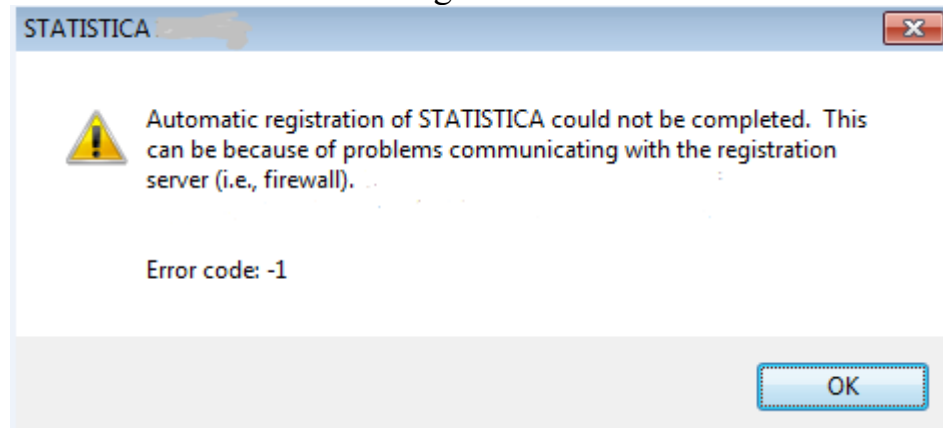 STATISTICA
Automatic registration of STATISTICA could not be completed. This
can be because of problems communicating with the registration
server (i.e., firewall).
Error code: -1
OK